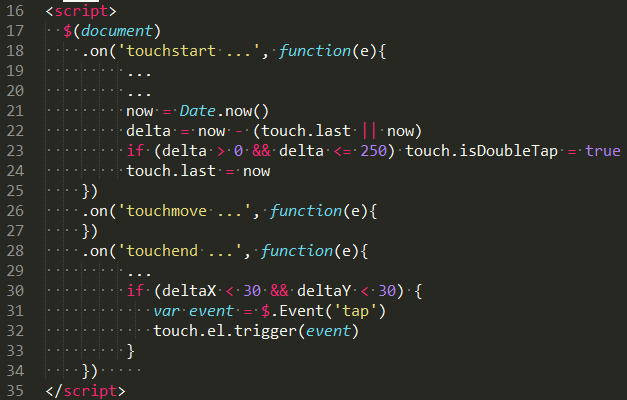 16 <script>
17 $(document)
18 .on('touchstart ...', function(e){
19 ...
20 ...
21 now = Date.now()
22 delta = now - (touch.last || now)
23 if (delta > 0 && delta <= 250) touch.isDoubleTap = true
24 touch.last = now
25 })
26 .on('touchmove ...', function(e){
27 })
28 .on('touchend ...', function(e){
29 ...
30 if (deltaX < 30 && deltaY < 30) {
31 var event = $.Event('tap')
32 touch.el.trigger(event)
33 }
34 })
35 </script>